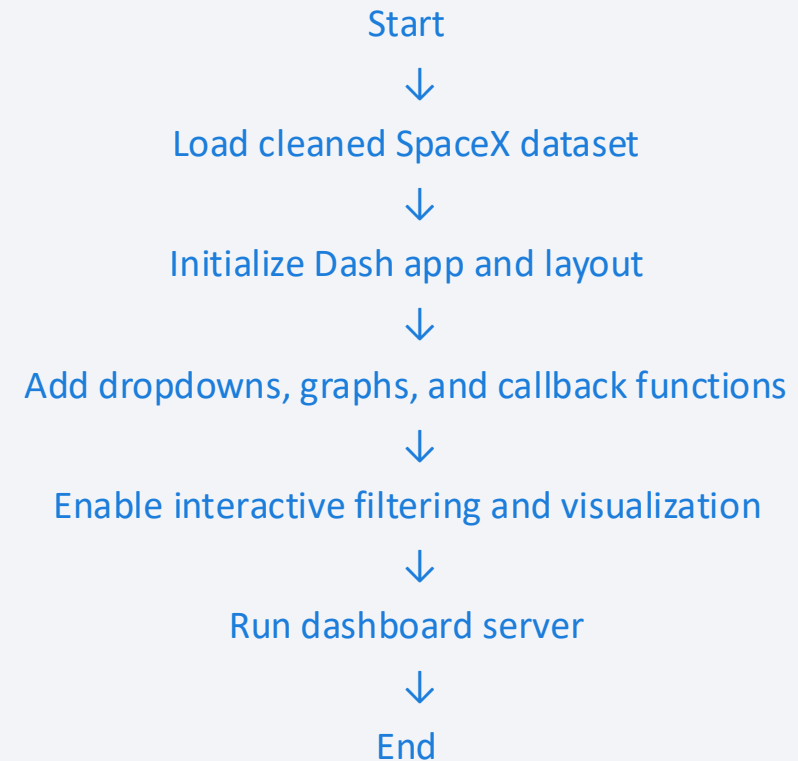 Start
↓
Load cleaned SpaceX dataset
↓
Initialize Dash app and layout
↓
Add dropdowns, graphs, and callback functions
↓
Enable interactive filtering and visualization
↓
Run dashboard server
↓
End